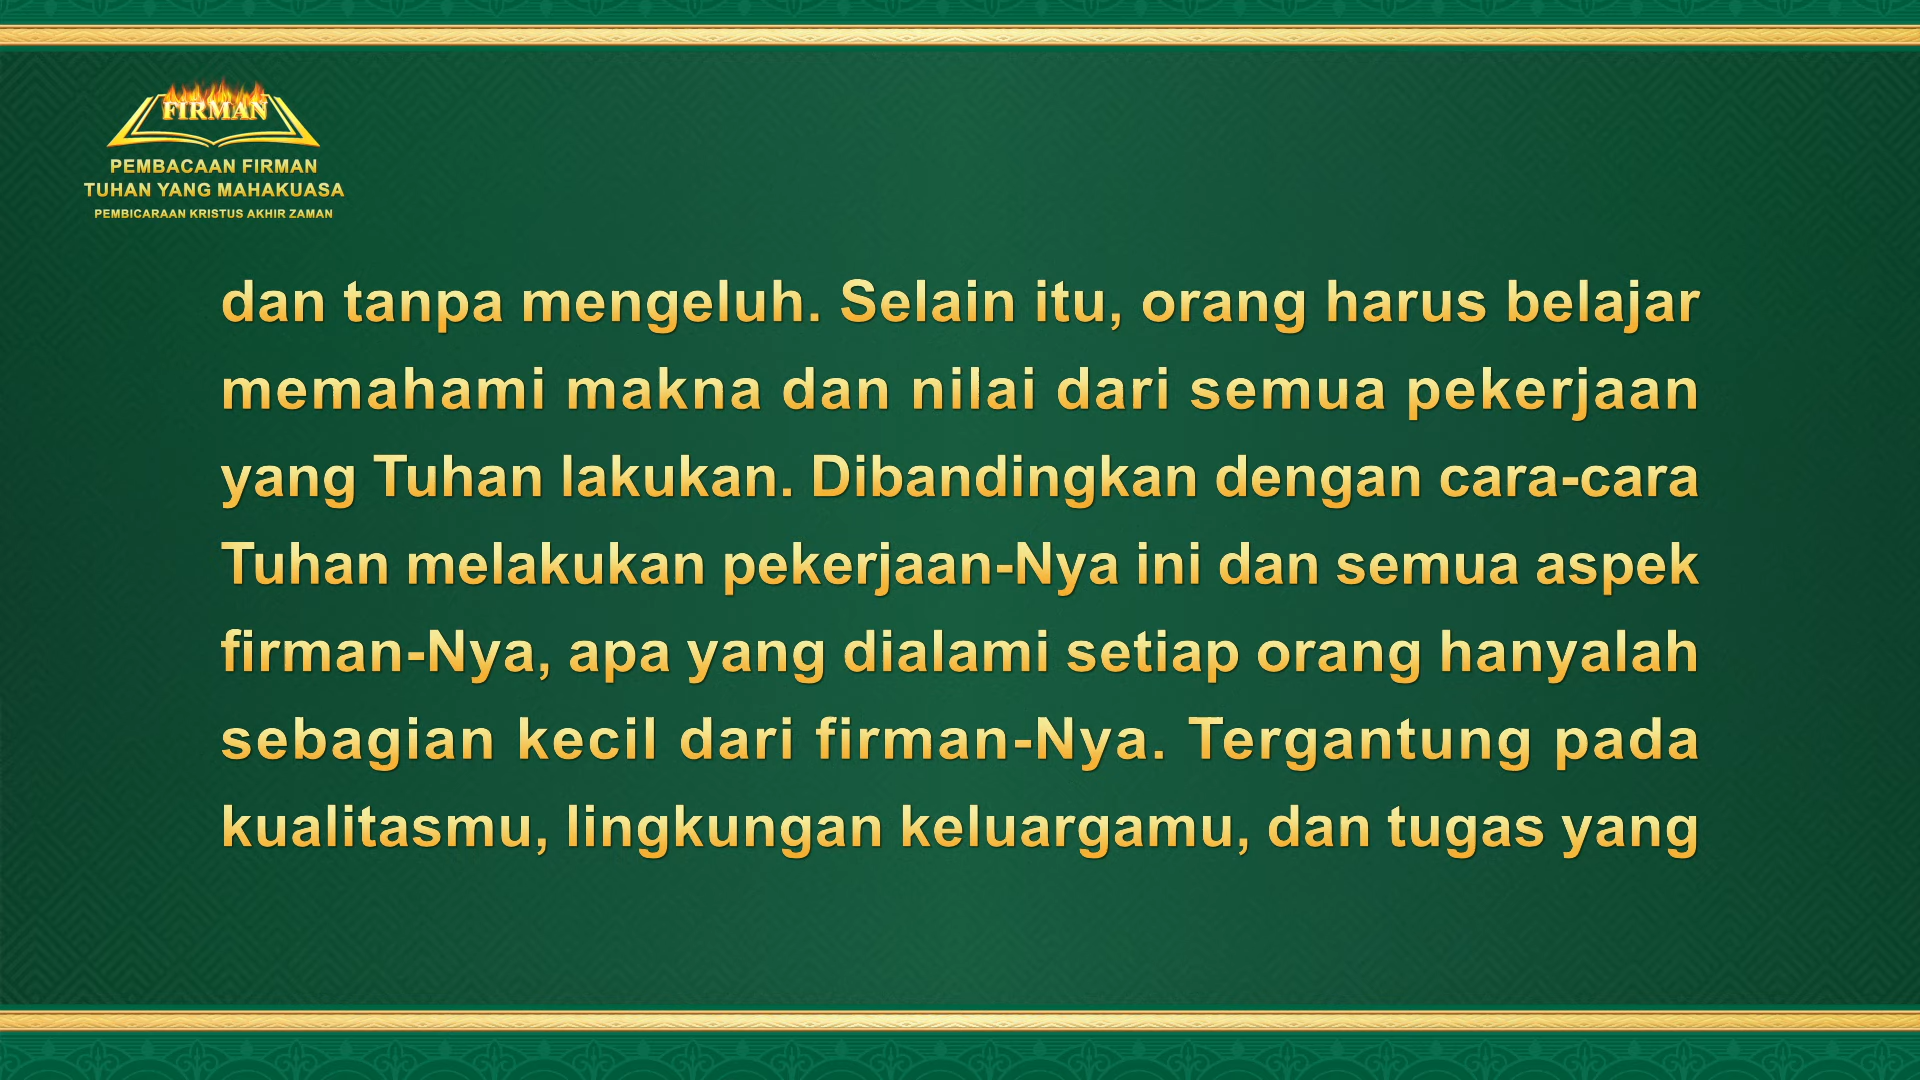 FIRMAN
PEMBACAAN FIRMAN
TUHAN YANG MAHAKUASA
PEMBICARAAN KRISTUS AKHIR ZAMAN
dan tanpa mengeluh. Selain itu, orang harus belajar
memahami makna dan nilai dari semua pekerjaan
yang Tuhan lakukan. Dibandingkan dengan cara-cara
Tuhan melakukan pekerjaan-Nya ini dan semua aspek
firman-Nya, apa yang dialami setiap orang hanyalah
sebagian kecil dari firman-Nya. Tergantung pada
kualitasmu, lingkungan keluargamu, dan tugas yang